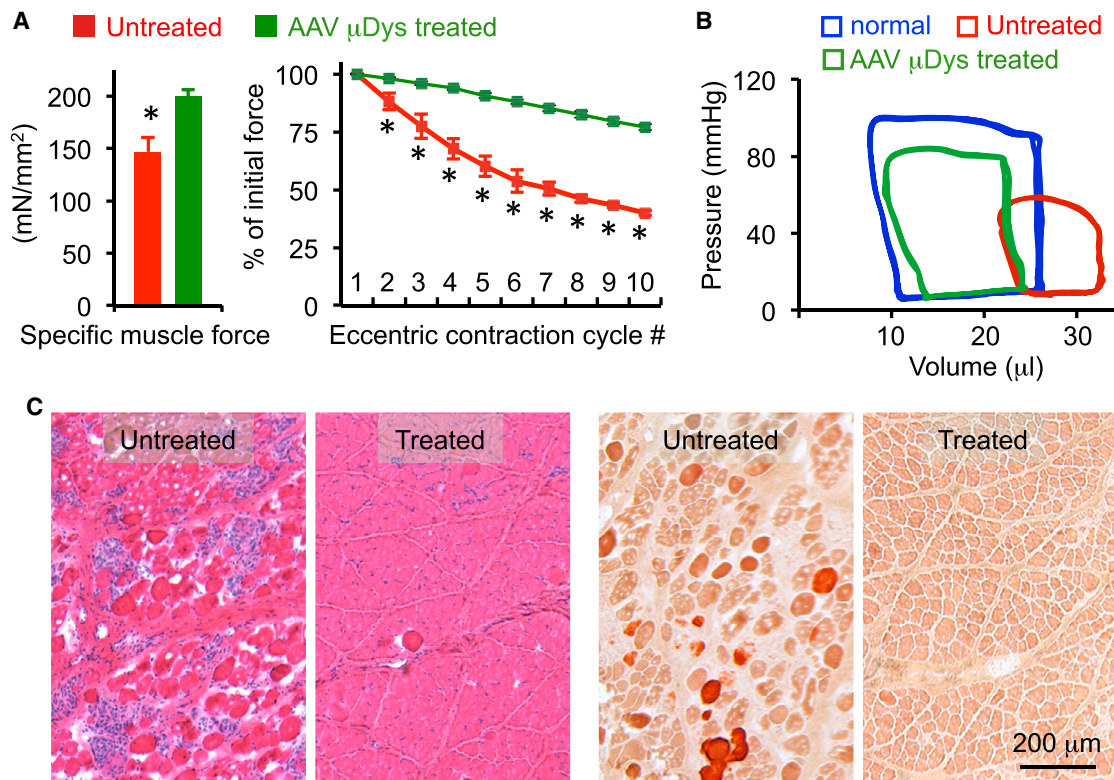 A
Untreated
AAV μDys treated
(mN/mm²)
200
150
100
50
0
*
Specific muscle force
% of initial force
100
75
50
25
0
* * * * * * * * *
1 2 3 4 5 6 7 8 9 10
Eccentric contraction cycle #
B
normal
Untreated
AAV μDys treated
Pressure (mmHg)
120
80
40
0
10 20 30
Volume (μl)
C
Untreated
Treated
Untreated
Treated
200 μm